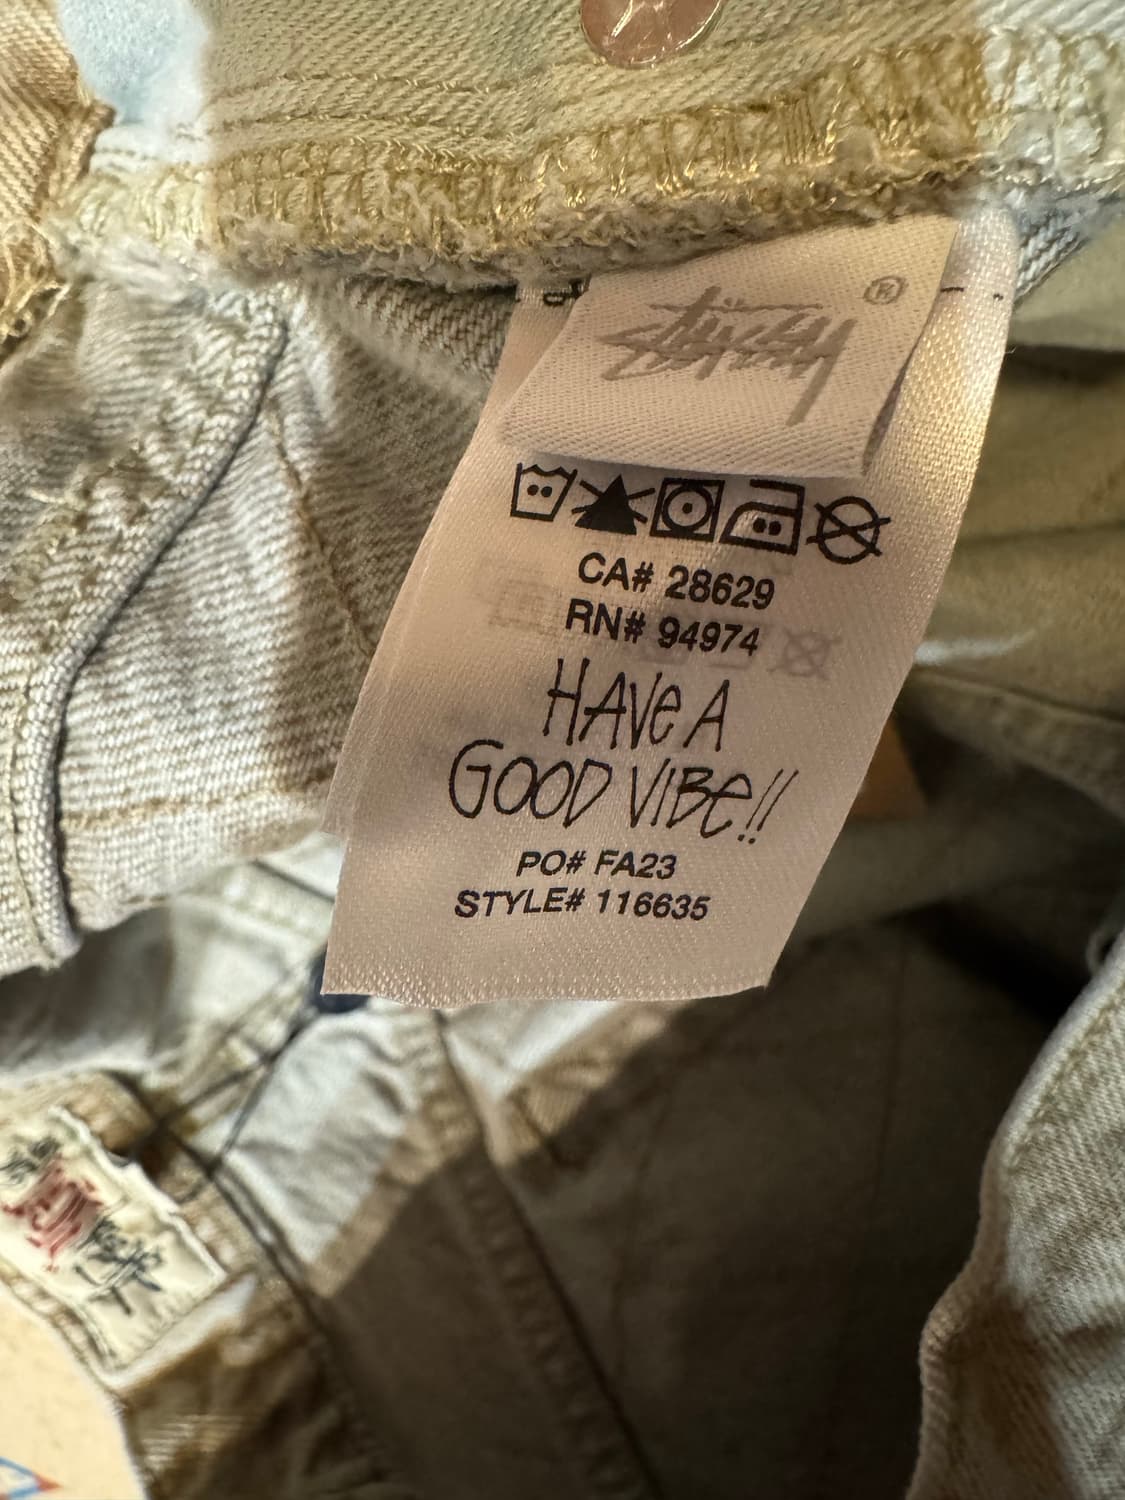 Stüssy ®
CA# 28629
RN# 94974
HAVE A
GOOD VIBE!!
PO# FA23
STYLE# 116635